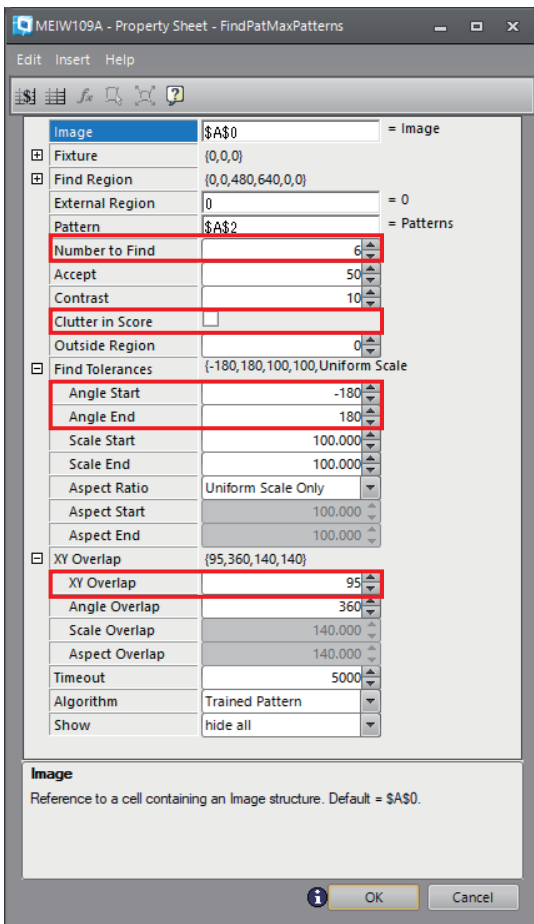 MEIW109A - Property Sheet - FindPatMaxPatterns
Edit Insert Help
Image $A$0 = Image
Fixture {0,0,0}
Find Region {0,0,480,640,0,0}
External Region 0 = 0
Pattern $A$2 = Patterns
Number to Find 6
Accept 50
Contrast 10
Clutter in Score
Outside Region 0
Find Tolerances {-180,180,100,100,Uniform Scale
Angle Start -180
Angle End 180
Scale Start 100.000
Scale End 100.000
Aspect Ratio Uniform Scale Only
Aspect Start 100.000
Aspect End 100.000
XY Overlap {95,360,140,140}
XY Overlap 95
Angle Overlap 360
Scale Overlap 140.000
Aspect Overlap 140.000
Timeout 5000
Algorithm Trained Pattern
Show hide all
Image
Reference to a cell containing an Image structure. Default = $A$0.
OK Cancel